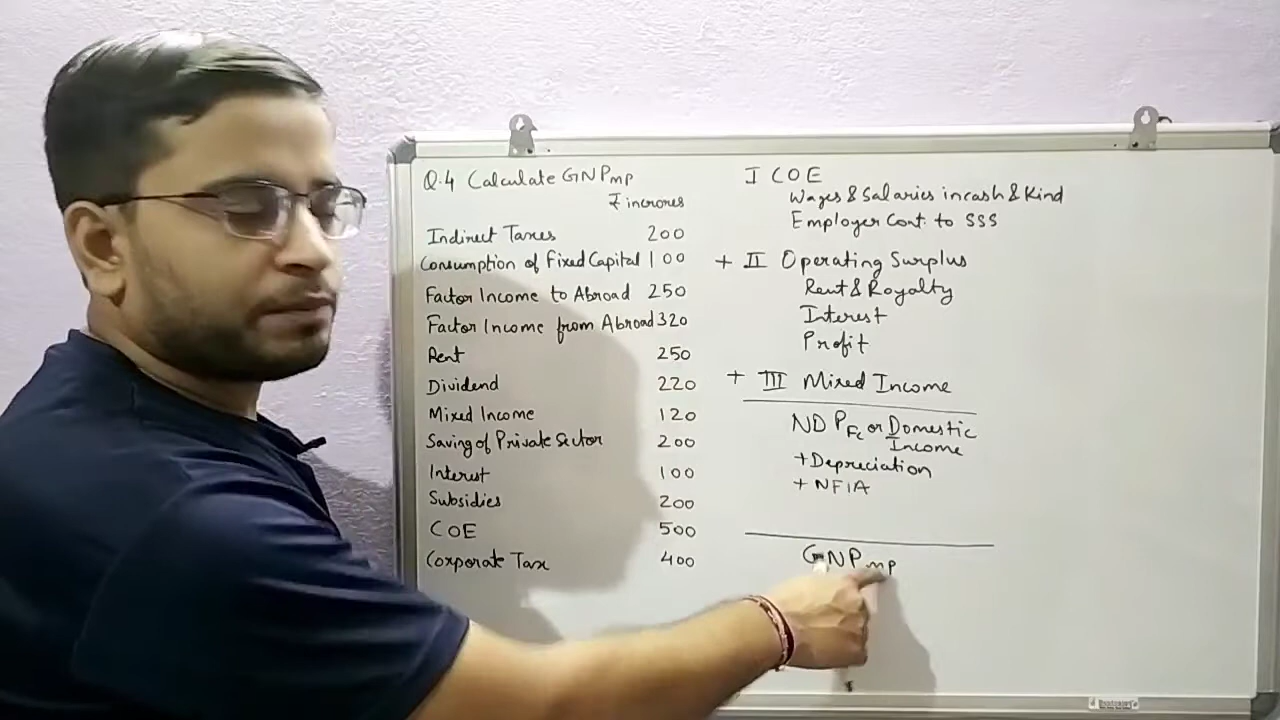 Q.4 Calculate GNPmp
₹ in crores
Indirect Taxes 200
Consumption of Fixed Capital 100
Factor Income to Abroad 250
Factor Income from Abroad 320
Rent 250
Dividend 220
Mixed Income 120
Saving of Private Sector 200
Interest 100
Subsidies 200
COE 500
Corporate Tax 400
I COE
Wages & Salaries in cash & Kind
Employer Cont. to SSS
+ II Operating Surplus
Rent & Royalty
Interest
Profit
+ III Mixed Income
NDPFc or Domestic
Income
+Depreciation
+ NFIA
GNPmp